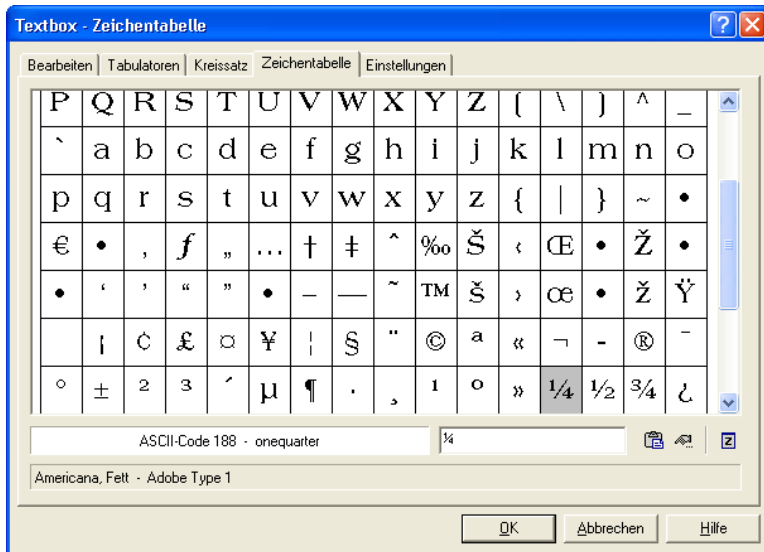 Textbox - Zeichentabelle
Bearbeiten Tabulatoren Kreissatz Zeichentabelle Einstellungen
P Q R S T U V W X Y Z [ \ ] ^ _
` a b c d e f g h i j k l m n o
p q r s t u v w x y z { | } ~ •
€ • ‚ ƒ „ … † ‡ ˆ ‰ Š ‹ Œ • Ž •
• ‘ ’ “ ” • – — ˜ ™ š › œ • ž Ÿ
¡ ¢ £ ¤ ¥ ¦ § ¨ © ª « ¬ - ® ¯
° ± ² ³ ´ µ ¶ · ¸ ¹ º » ¼ ½ ¾ ¿
ASCII-Code 188 - onequarter ¼
Americana, Fett - Adobe Type 1
OK Abbrechen Hilfe